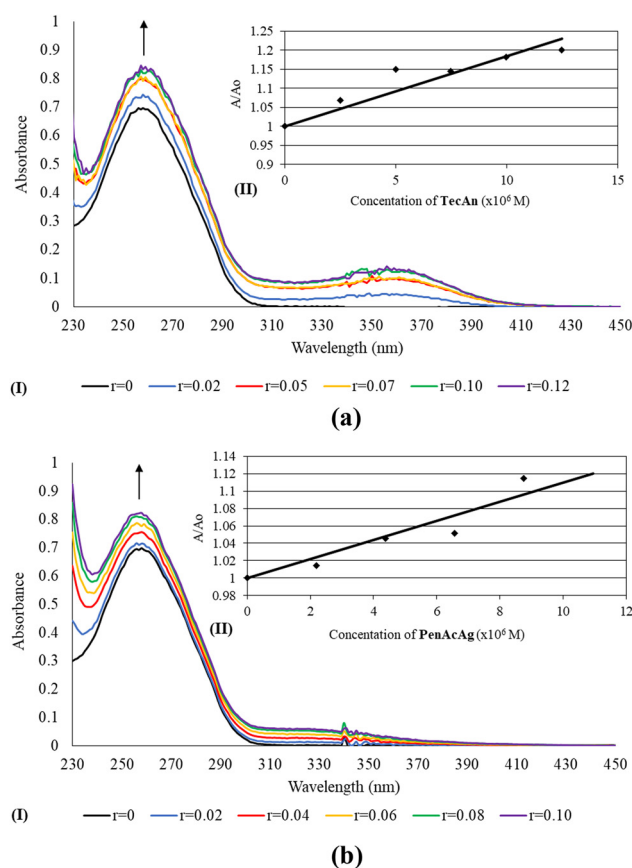 1
0.9
0.8
0.7
0.6
0.5
0.4
0.3
0.2
0.1
0
Absorbance
230 250 270 290 310 330 350 370 390 410 430 450
Wavelength (nm)
1.25
1.2
1.15
1.1
1.05
1
0.95
0.9
A/Ao
0 5 10 15
(II)
Concentation of TecAn (x10⁶ M)
(I) r=0 r=0.02 r=0.05 r=0.07 r=0.10 r=0.12
(a)
1
0.9
0.8
0.7
0.6
0.5
0.4
0.3
0.2
0.1
0
Absorbance
230 250 270 290 310 330 350 370 390 410 430 450
Wavelength (nm)
1.14
1.12
1.1
1.08
1.06
1.04
1.02
1
0.98
A/Ao
0 2 4 6 8 10 12
(II)
Concentation of PenAcAg (x10⁶ M)
(I) r=0 r=0.02 r=0.04 r=0.06 r=0.08 r=0.10
(b)